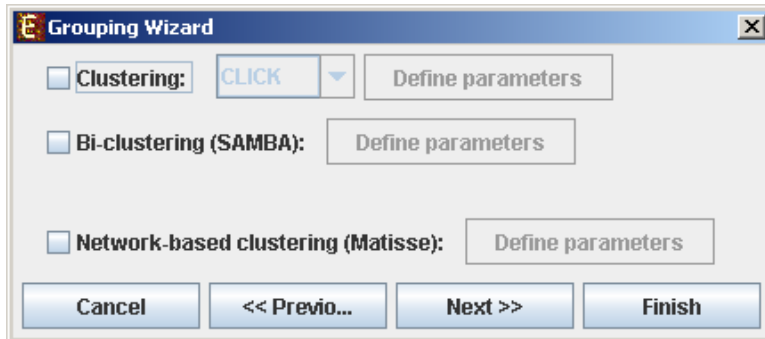 E Grouping Wizard
Clustering: CLICK Define parameters
Bi-clustering (SAMBA): Define parameters
Network-based clustering (Matisse): Define parameters
Cancel << Previo... Next >> Finish